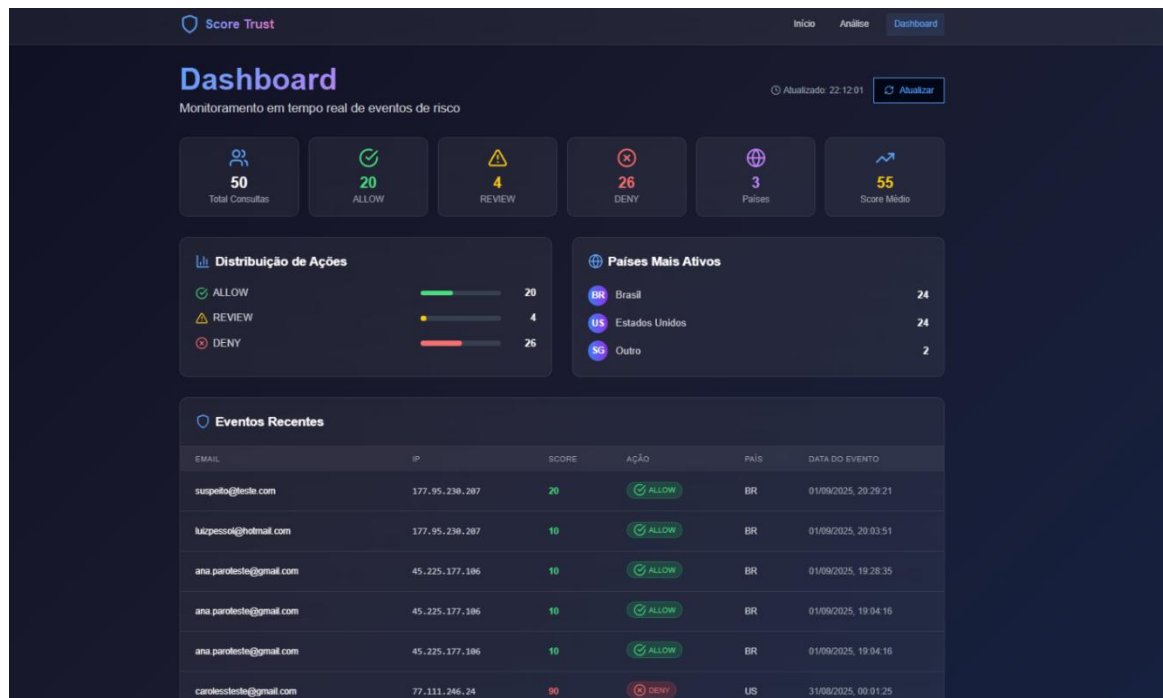 Score Trust
Início Análise Dashboard
Dashboard
Monitoramento em tempo real de eventos de risco
Atualizado: 22:12:01 Atualizar
50 20 4 26 3 55
Total Consultas ALLOW REVIEW DENY Países Score Médio
Distribuição de Ações
ALLOW 20
REVIEW 4
DENY 26
Países Mais Ativos
BR Brasil 24
US Estados Unidos 24
SG Outro 2
Eventos Recentes
EMAIL IP SCORE AÇÃO PAÍS DATA DO EVENTO
suspeito@teste.com 177.95.230.207 20 ALLOW BR 01/09/2025, 20:29:21
luizpessol@hotmail.com 177.95.230.207 10 ALLOW BR 01/09/2025, 20:03:51
ana.paroteste@gmail.com 45.225.177.106 10 ALLOW BR 01/09/2025, 19:28:35
ana.paroteste@gmail.com 45.225.177.106 10 ALLOW BR 01/09/2025, 19:04:16
ana.paroteste@gmail.com 45.225.177.106 10 ALLOW BR 01/09/2025, 19:04:16
carolessteste@gmail.com 77.111.246.24 90 DENY US 31/08/2025, 00:01:25